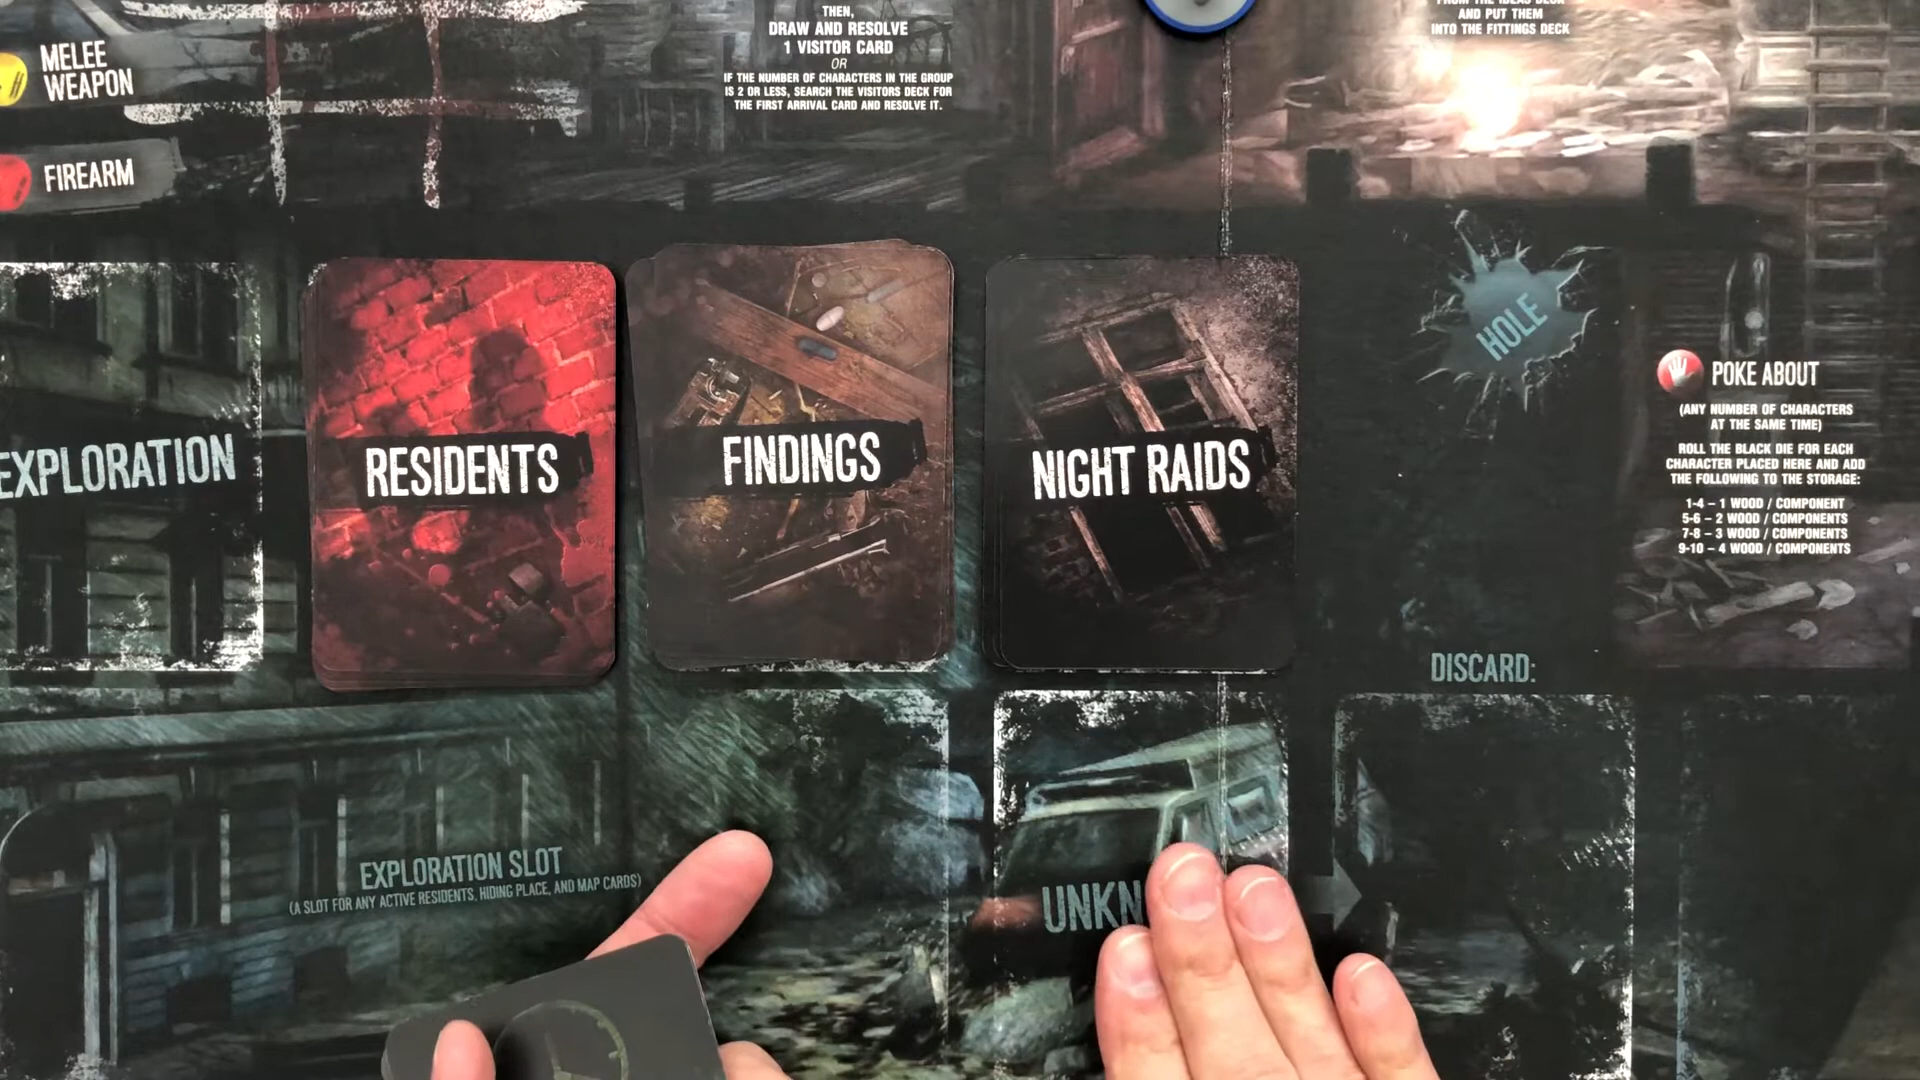 MELEE
WEAPON
FIREARM
THEN,
DRAW AND RESOLVE
1 VISITOR CARD
OR
IF THE NUMBER OF CHARACTERS IN THE GROUP
IS 2 OR LESS, SEARCH THE VISITORS DECK FOR
THE FIRST ARRIVAL CARD AND RESOLVE IT.
FROM THE IDEAS DECK
AND PUT THEM
INTO THE FITTINGS DECK
EXPLORATION
RESIDENTS
FINDINGS
NIGHT RAIDS
HOLE
POKE ABOUT
(ANY NUMBER OF CHARACTERS
AT THE SAME TIME)
ROLL THE BLACK DIE FOR EACH
CHARACTER PLACED HERE AND ADD
THE FOLLOWING TO THE STORAGE:
1-4 – 1 WOOD / COMPONENT
5-6 – 2 WOOD / COMPONENTS
7-8 – 3 WOOD / COMPONENTS
9-10 – 4 WOOD / COMPONENTS
DISCARD:
EXPLORATION SLOT
(A SLOT FOR ANY ACTIVE RESIDENTS, HIDING PLACE, AND MAP CARDS)
UNKN